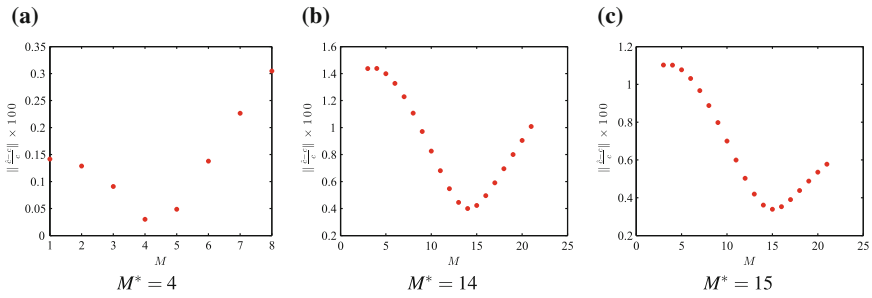 (a)
0.35
0.3
0.25
0.2
0.15
0.1
0.05
0
1 2 3 4 5 6 7 8
M
‖ĉ−c/c‖ × 100
M* = 4
(b)
1.6
1.4
1.2
1
0.8
0.6
0.4
0.2
0 5 10 15 20 25
M
‖ĉ−c/c‖ × 100
M* = 14
(c)
1.2
1
0.8
0.6
0.4
0.2
0 5 10 15 20 25
M
‖ĉ−c/c‖ × 100
M* = 15